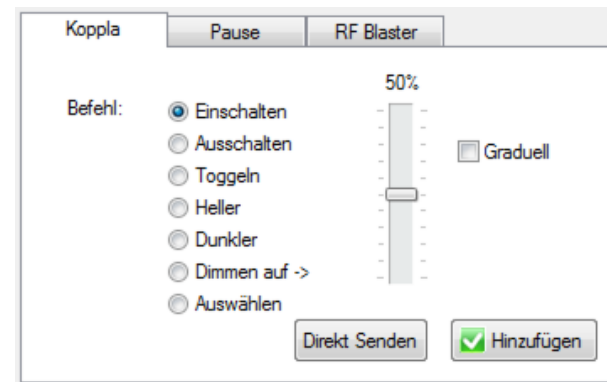 Koppla
Pause
RF Blaster
50%
Befehl:
Einschalten
Ausschalten
Graduell
Toggeln
Heller
Dunkler
Dimmen auf ->
Auswählen
Direkt Senden
Hinzufügen